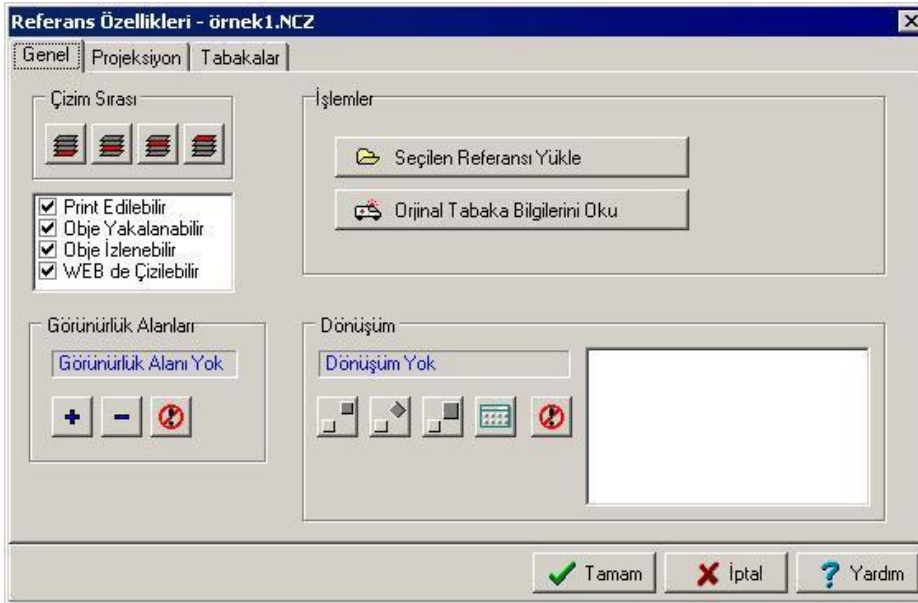 Referans Özellikleri - örnek1.NCZ
Genel Projeksiyon Tabakalar
Çizim Sırası
İşlemler
Seçilen Referansı Yükle
Orjinal Tabaka Bilgilerini Oku
Print Edilebilir
Obje Yakalanabilir
Obje İzlenebilir
WEB de Çizilebilir
Görünürlük Alanları
Görünürlük Alanı Yok
Dönüşüm
Dönüşüm Yok
Tamam İptal Yardım